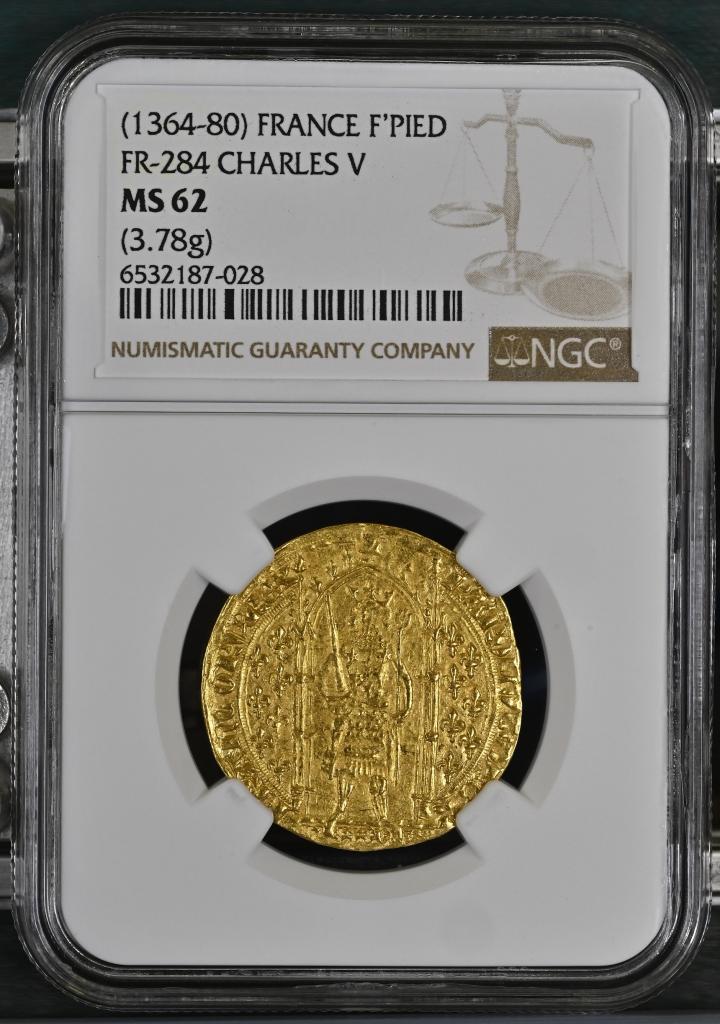 (1364-80) FRANCE F'PIED
FR-284 CHARLES V
MS 62
(3.78g)
6532187-028
NUMISMATIC GUARANTY COMPANY
NGC®